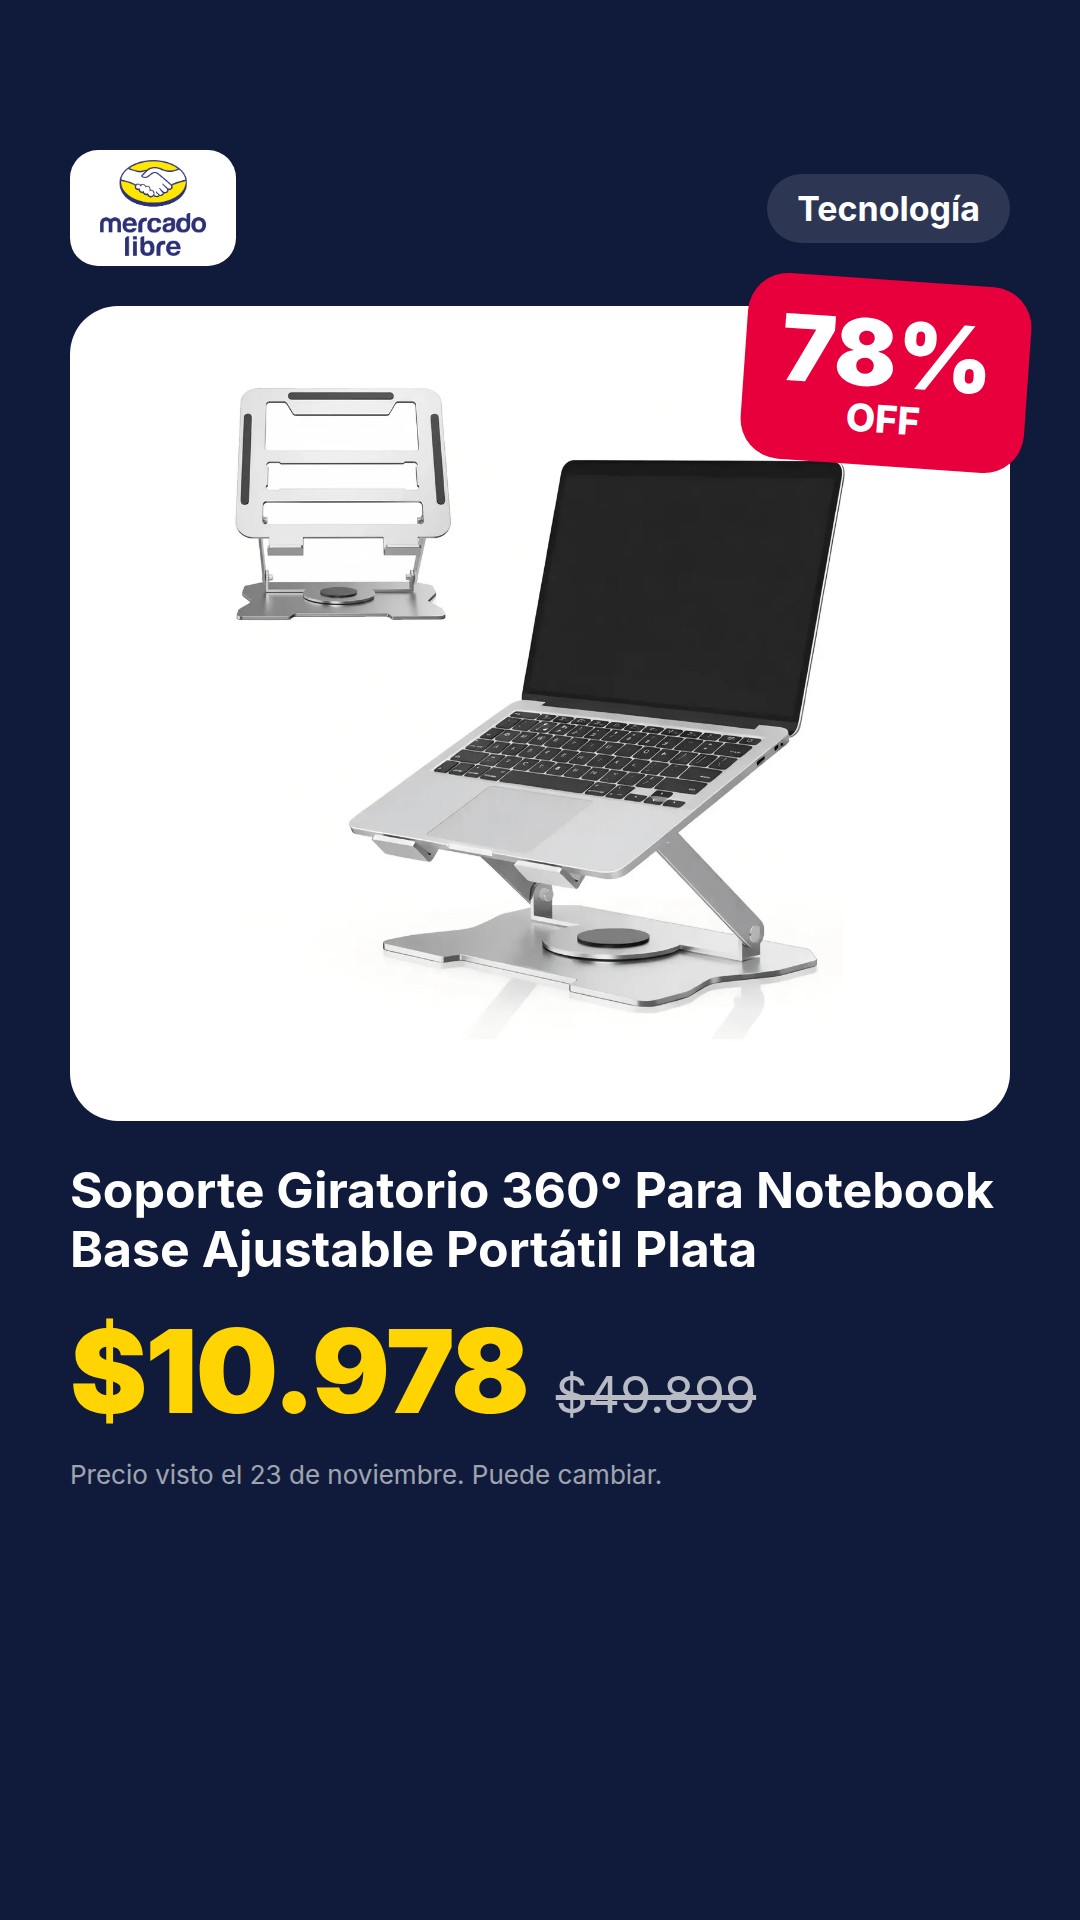 mercado
libre
Tecnología
78%
OFF
Soporte Giratorio 360° Para Notebook
Base Ajustable Portátil Plata
$10.978 $49.899
Precio visto el 23 de noviembre. Puede cambiar.